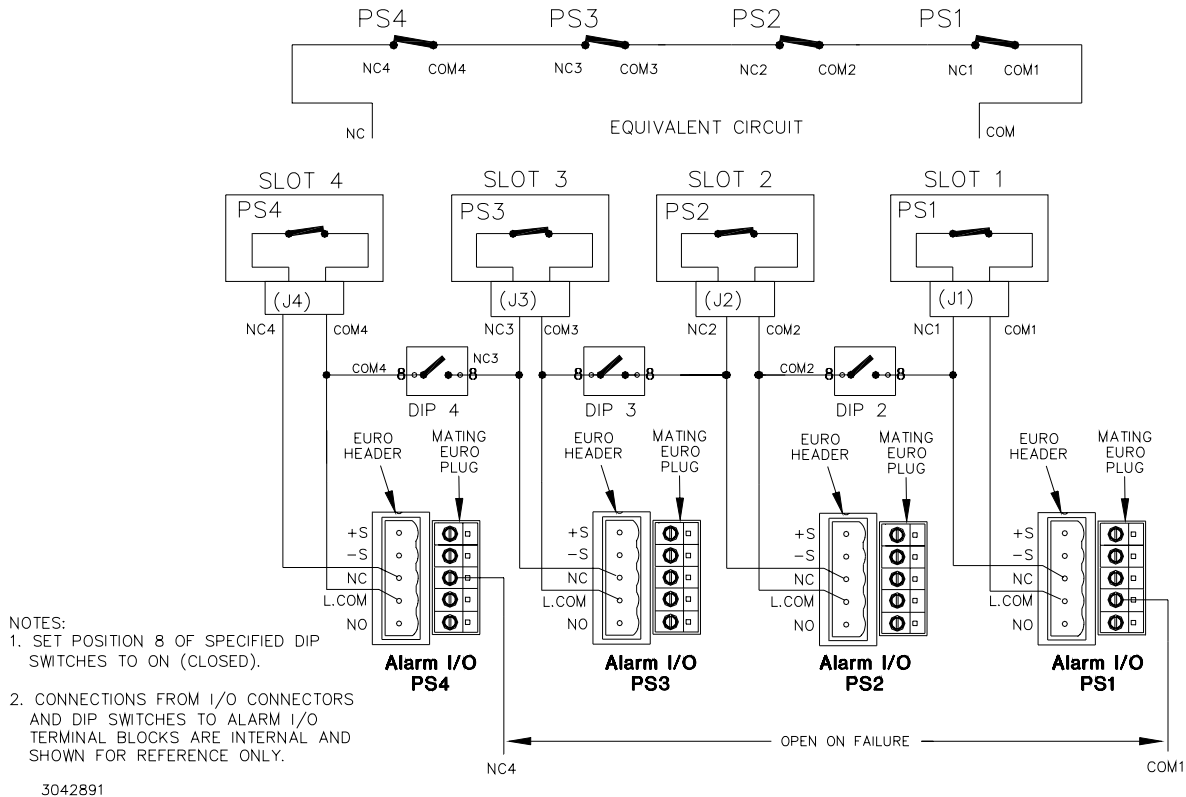 PS4 PS3 PS2 PS1
NC4 COM4 NC3 COM3 NC2 COM2 NC1 COM1
NC EQUIVALENT CIRCUIT COM
SLOT 4 SLOT 3 SLOT 2 SLOT 1
PS4 PS3 PS2 PS1
(J4) (J3) (J2) (J1)
NC4 COM4 NC3 COM3 NC2 COM2 NC1 COM1
COM4 8 8 NC3 8 8 COM2 8 8
DIP 4 DIP 3 DIP 2
EURO HEADER
MATING EURO PLUG
EURO HEADER
MATING EURO PLUG
EURO HEADER
MATING EURO PLUG
EURO HEADER
MATING EURO PLUG
+S +S +S +S
-S -S -S -S
NC NC NC NC
L.COM L.COM L.COM L.COM
NO NO NO NO
Alarm I/O Alarm I/O Alarm I/O Alarm I/O
PS4 PS3 PS2 PS1
NOTES:
1. SET POSITION 8 OF SPECIFIED DIP
SWITCHES TO ON (CLOSED).
2. CONNECTIONS FROM I/O CONNECTORS
AND DIP SWITCHES TO ALARM I/O
TERMINAL BLOCKS ARE INTERNAL AND
SHOWN FOR REFERENCE ONLY.
OPEN ON FAILURE
NC4 COM1
3042891